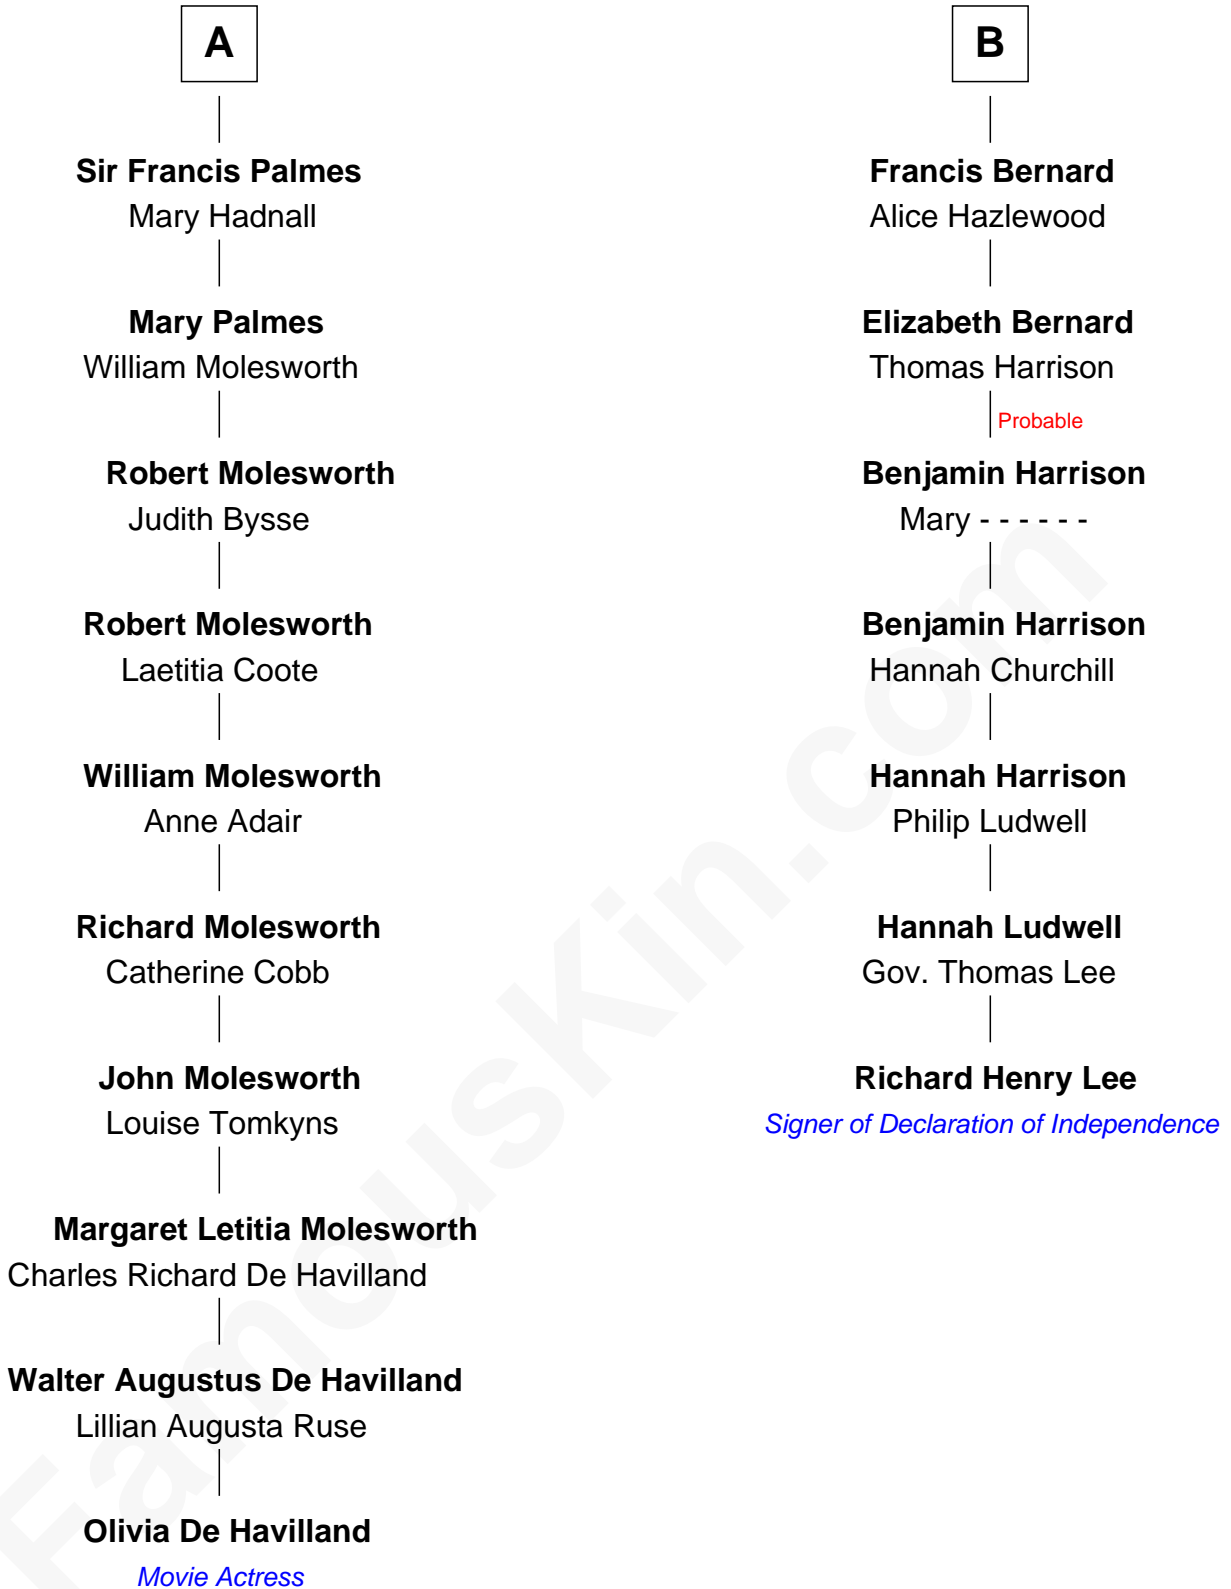 A
Sir Francis Palmes
Mary Hadnall
Mary Palmes
William Molesworth
Robert Molesworth
Judith Bysse
Robert Molesworth
Laetitia Coote
William Molesworth
Anne Adair
Richard Molesworth
Catherine Cobb
John Molesworth
Louise Tomkyns
Margaret Letitia Molesworth
Charles Richard De Havilland
Walter Augustus De Havilland
Lillian Augusta Ruse
Olivia De Havilland
Movie Actress
B
Francis Bernard
Alice Hazlewood
Elizabeth Bernard
Thomas Harrison
Probable
Benjamin Harrison
Mary - - - - - -
Benjamin Harrison
Hannah Churchill
Hannah Harrison
Philip Ludwell
Hannah Ludwell
Gov. Thomas Lee
Richard Henry Lee
Signer of Declaration of Independence
FamousKin.com